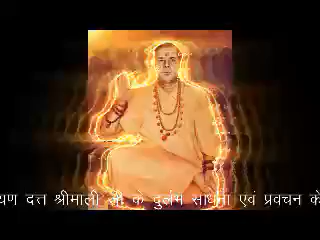 यण दत्त श्रीमाली जी के दुर्लभ साधना एवं प्रवचन के